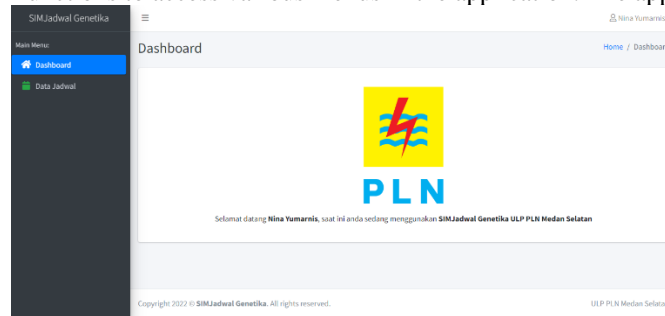 SIMJadwal Genetika
Nina Yumarnis
Main Menu:
Dashboard
Home / Dashboar
Dashboard
Data Jadwal
PLN
Selamat datang Nina Yumarnis, saat ini anda sedang menggunakan SIMJadwal Genetika ULP PLN Medan Selatan
Copyright 2022 © SIMJadwal Genetika. All rights reserved.
ULP PLN Medan Selata